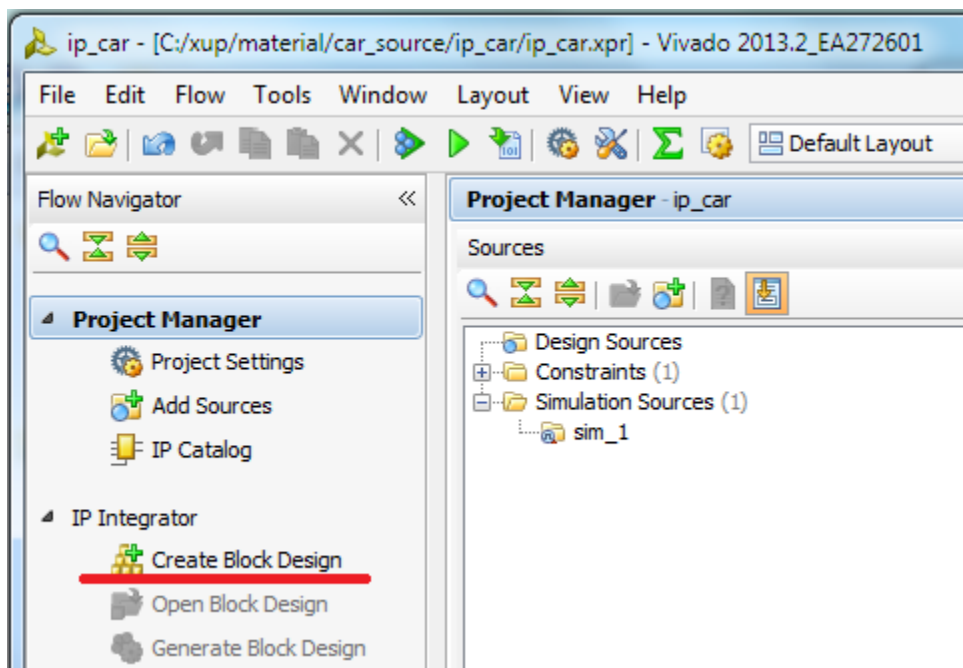 ip_car - [C:/xup/material/car_source/ip_car/ip_car.xpr] - Vivado 2013.2_EA272601
File Edit Flow Tools Window Layout View Help
Default Layout
Flow Navigator
Project Manager
Project Settings
Add Sources
IP Catalog
IP Integrator
Create Block Design
Open Block Design
Generate Block Design
Project Manager - ip_car
Sources
Design Sources
Constraints (1)
Simulation Sources (1)
sim_1